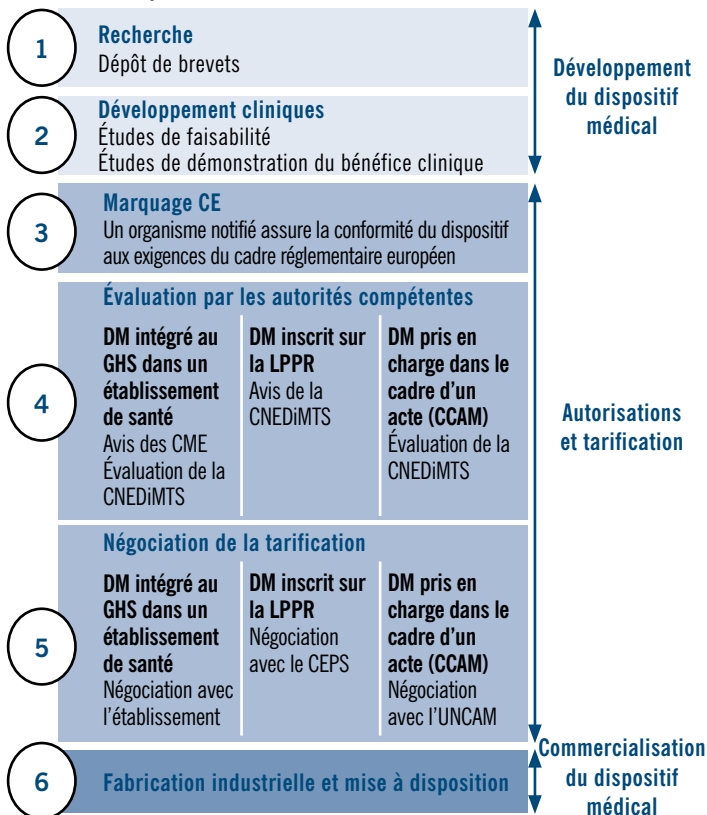 1
Recherche
Dépôt de brevets
Développement
du dispositif
médical
2
Développement cliniques
Études de faisabilité
Études de démonstration du bénéfice clinique
3
Marquage CE
Un organisme notifié assure la conformité du dispositif
aux exigences du cadre réglementaire européen
4
Évaluation par les autorités compétentes
DM intégré au
GHS dans un
établissement
de santé
Avis des CME
Évaluation de la
CNEDiMTS
DM inscrit sur
la LPPR
Avis de la
CNEDiMTS
DM pris en
charge dans le
cadre d'un
acte (CCAM)
Évaluation de la
CNEDiMTS
Autorisations
et tarification
5
Négociation de la tarification
DM intégré au
GHS dans un
établissement
de santé
Négociation avec
l'établissement
DM inscrit sur
la LPPR
Négociation
avec le CEPS
DM pris en
charge dans le
cadre d'un
acte (CCAM)
Négociation
avec l'UNCAM
6
Fabrication industrielle et mise à disposition
Commercialisation
du dispositif
médical